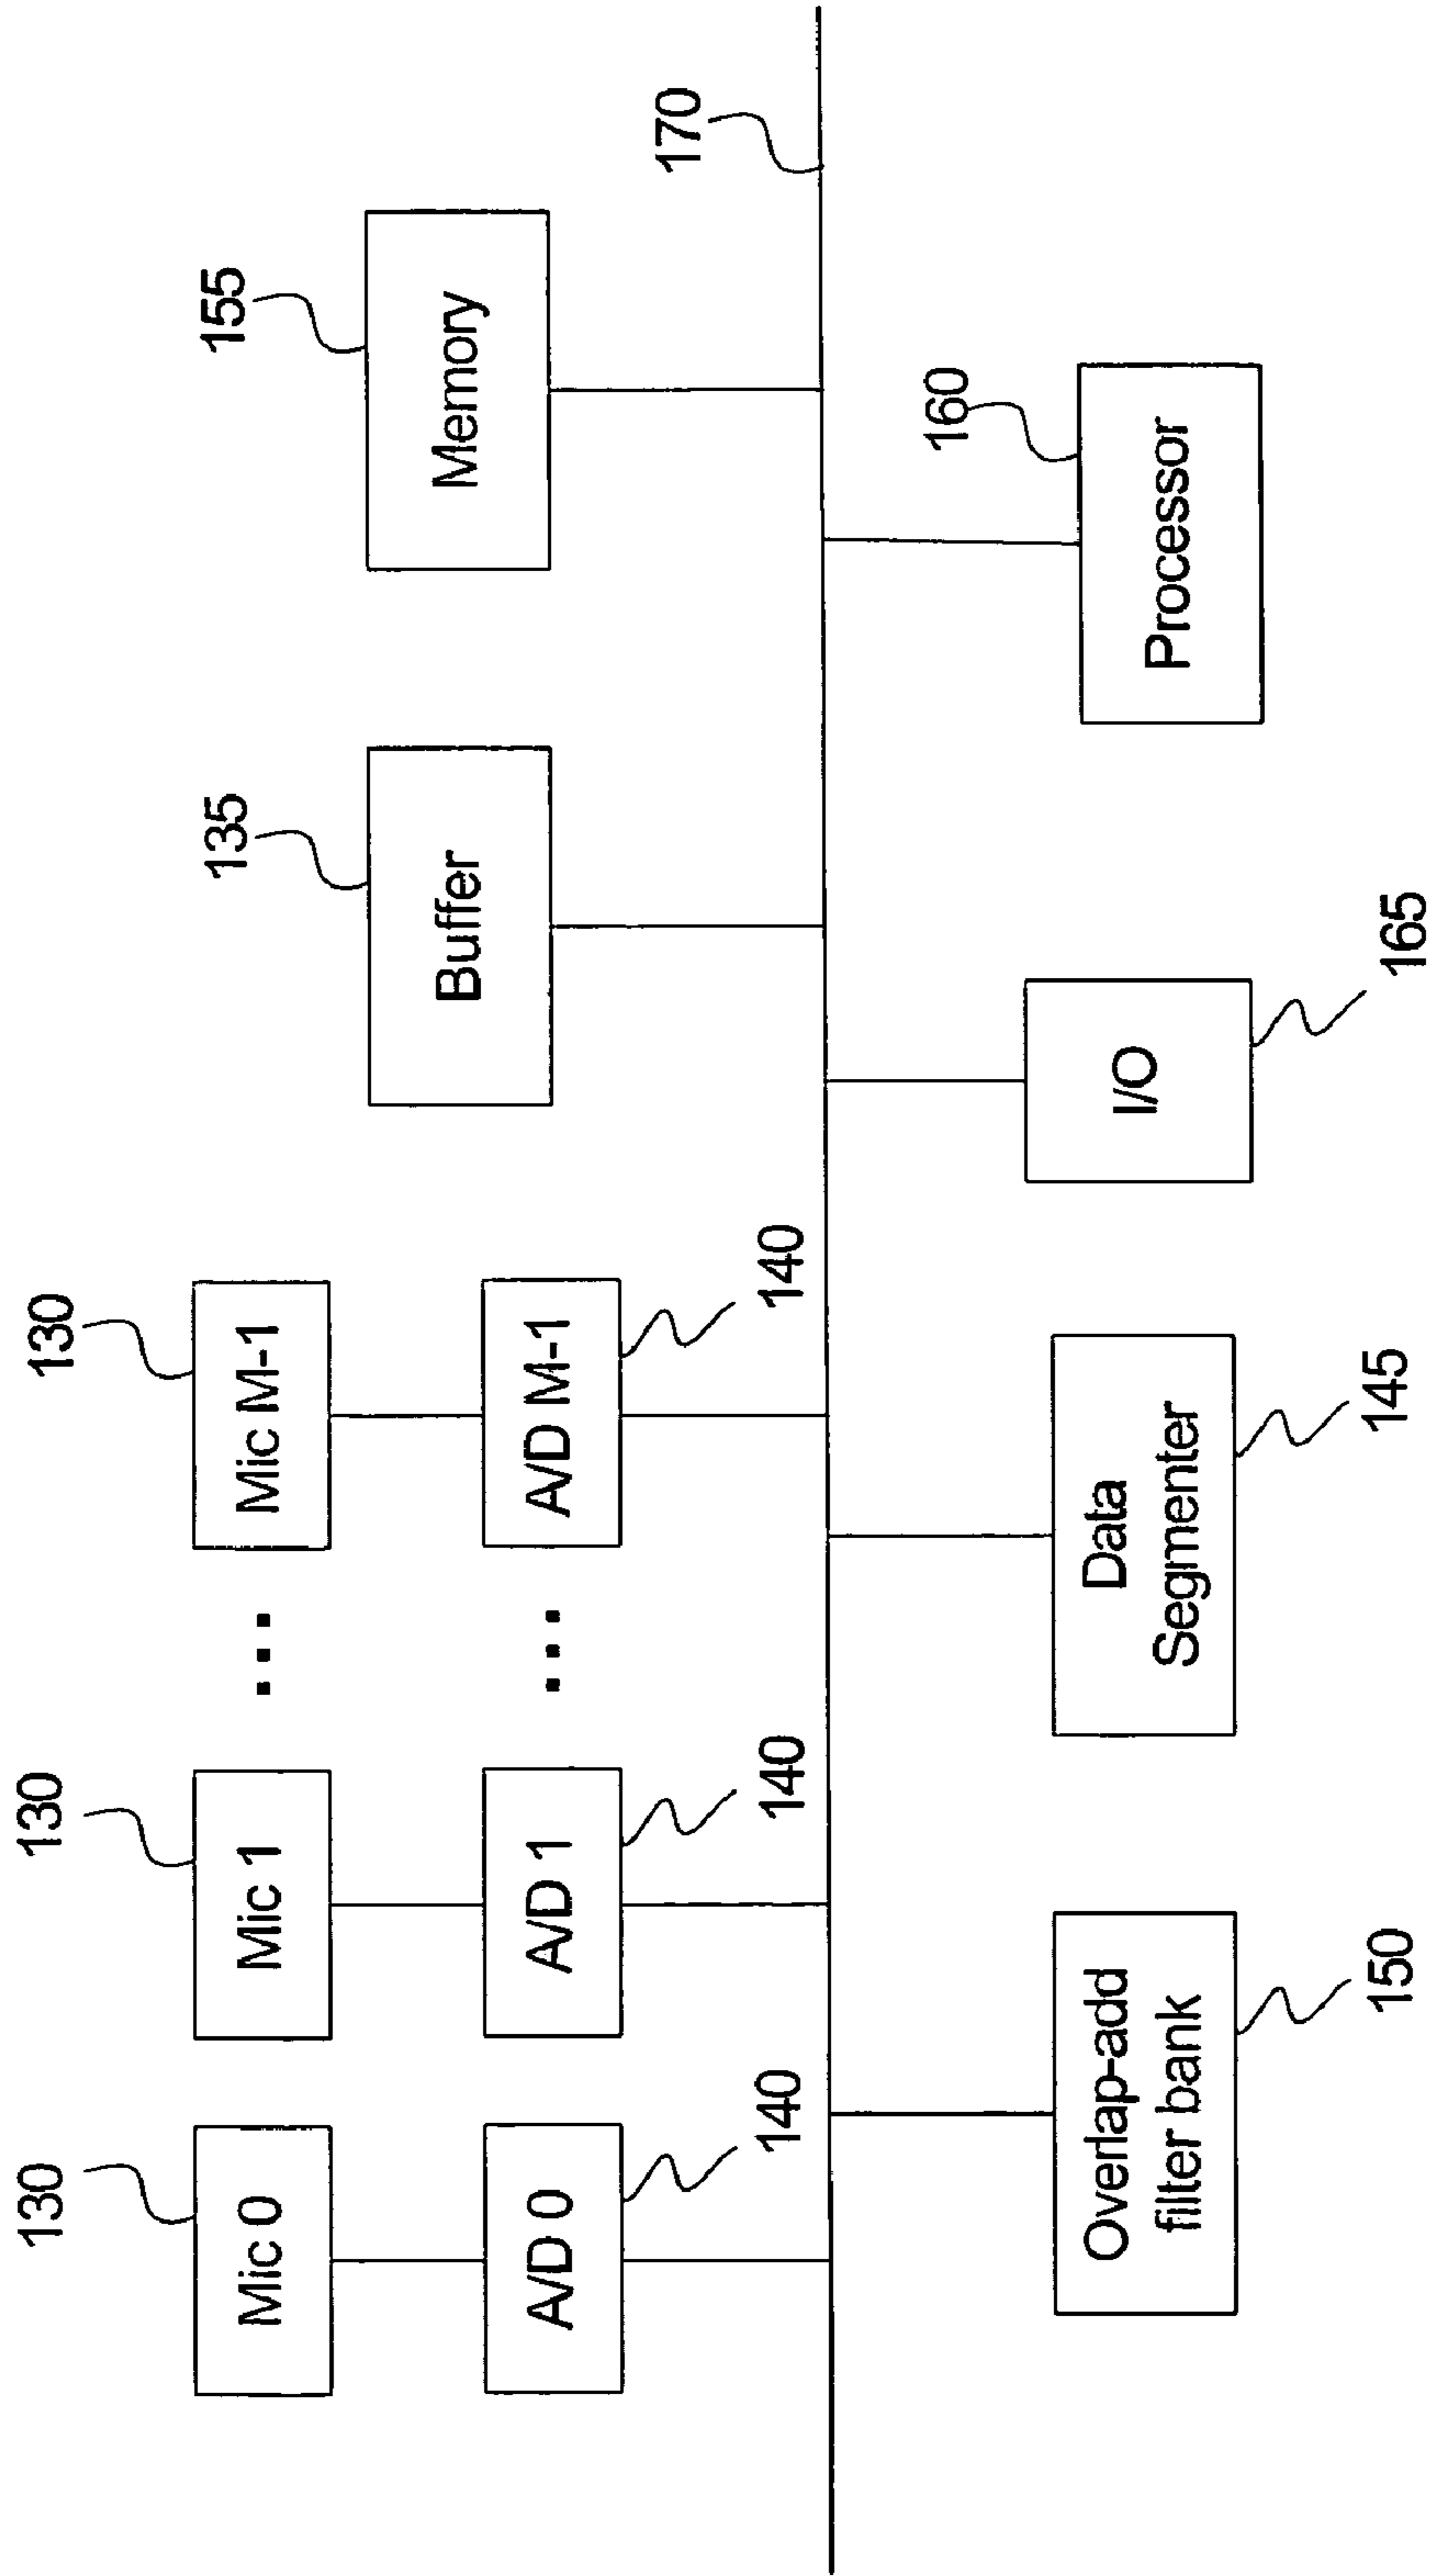 130
130
130
Mic 0
Mic 1
...
Mic M-1
135
155
Buffer
Memory
A/D 0
A/D 1
...
A/D M-1
140
140
140
170
160
Overlap-add
filter bank
Data
Segmenter
I/O
Processor
150
145
165